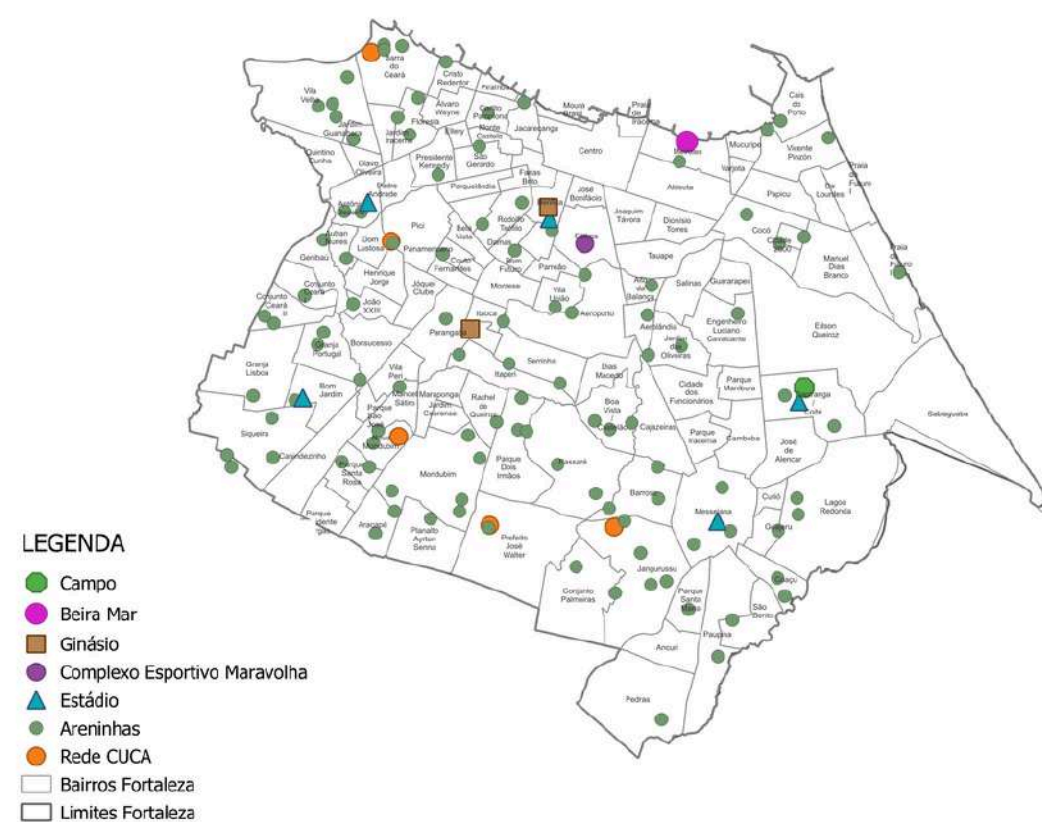 Barra
do
Ceará
Cristo
Redentor
Pirambu
Vila
Velha
Jardim
Guanabara
Floresta
Álvaro
Weyne
Jardim
Iracema
Quintino
Cunha
Olavo
Oliveira
Ellery
Monte
Castelo
Jacarecanga
Moura
Brasil
Praia
de
Iracema
Cais
do
Porto
Presidente
Kennedy
São
Gerardo
Farias
Brito
Centro
Meireles
Mucuripe
Varjota
Vicente
Pinzón
Praia
do
Futuro I
Padre
Andrade
Parquelândia
José
Bonifácio
Aldeota
Papicu
De
Lourdes
Pici
Bela
Vista
Rodolfo
Teófilo
Joaquim
Távora
Dionísio
Torres
Cocó
Cidade
2000
Manuel
Dias
Branco
Praia
do
Futuro II
Autran
Nunes
Dom
Lustosa
Panamericano
Couto
Fernandes
Damas
Bom
Futuro
Parreão
Tauape
Genibaú
Henrique
Jorge
Jóquei
Clube
Montese
Vila
União
Aeroporto
Alto
da
Balança
Salinas
Guararapes
Conjunto
Ceará I
Conjunto
Ceará II
João
XXIII
Parangaba
Itaoca
Aerolândia
Jardim
das
Oliveiras
Engenheiro
Luciano
Cavalcante
Edson
Queiroz
Granja
Portugal
Bonsucesso
Granja
Lisboa
Vila
Peri
Itaperi
Serrinha
Dias
Macedo
Bom
Jardim
Manoel
Sátiro
Maraponga
Jardim
Cearense
Rachel
de
Queiroz
Boa
Vista
Castelão
Cajazeiras
Cidade
dos
Funcionários
Parque
Manibura
Parque
Iracema
Cambeba
Sabiaguaba
Siqueira
Parque
São
José
Mondubim
José
de
Alencar
Canindezinho
Parque
Santa
Rosa
Mondubim
Parque
Dois
Irmãos
Passaré
Barroso
Messejana
Curió
Lagoa
Redonda
Guajeru
Aracapé
Planalto
Ayrton
Senna
Prefeito
José
Walter
Jangurussu
Conjunto
Palmeiras
Parque
Santa
Maria
Coaçu
São
Bento
Paupina
Ancuri
Pedras
LEGENDA
Campo
Beira Mar
Ginásio
Complexo Esportivo Maravolha
Estádio
Areninhas
Rede CUCA
Bairros Fortaleza
Limites Fortaleza